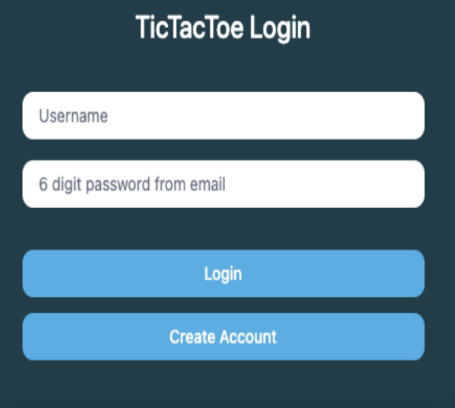 TicTacToe Login
Username
6 digit password from email
Login
Create Account